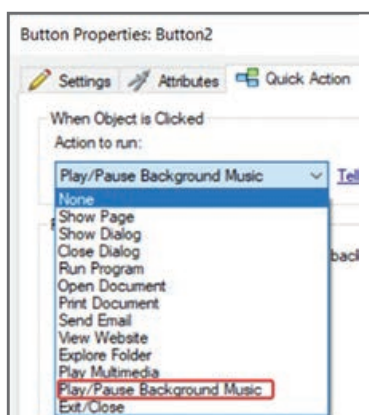 Button Properties: Button2
Settings Attributes Quick Action
When Object is Clicked
Action to run:
Play/Pause Background Music
None
Show Page
Show Dialog
Close Dialog
back
Run Program
Open Document
Print Document
Send Email
View Website
Explore Folder
Play Multimedia
Play/Pause Background Music
Exit/Close